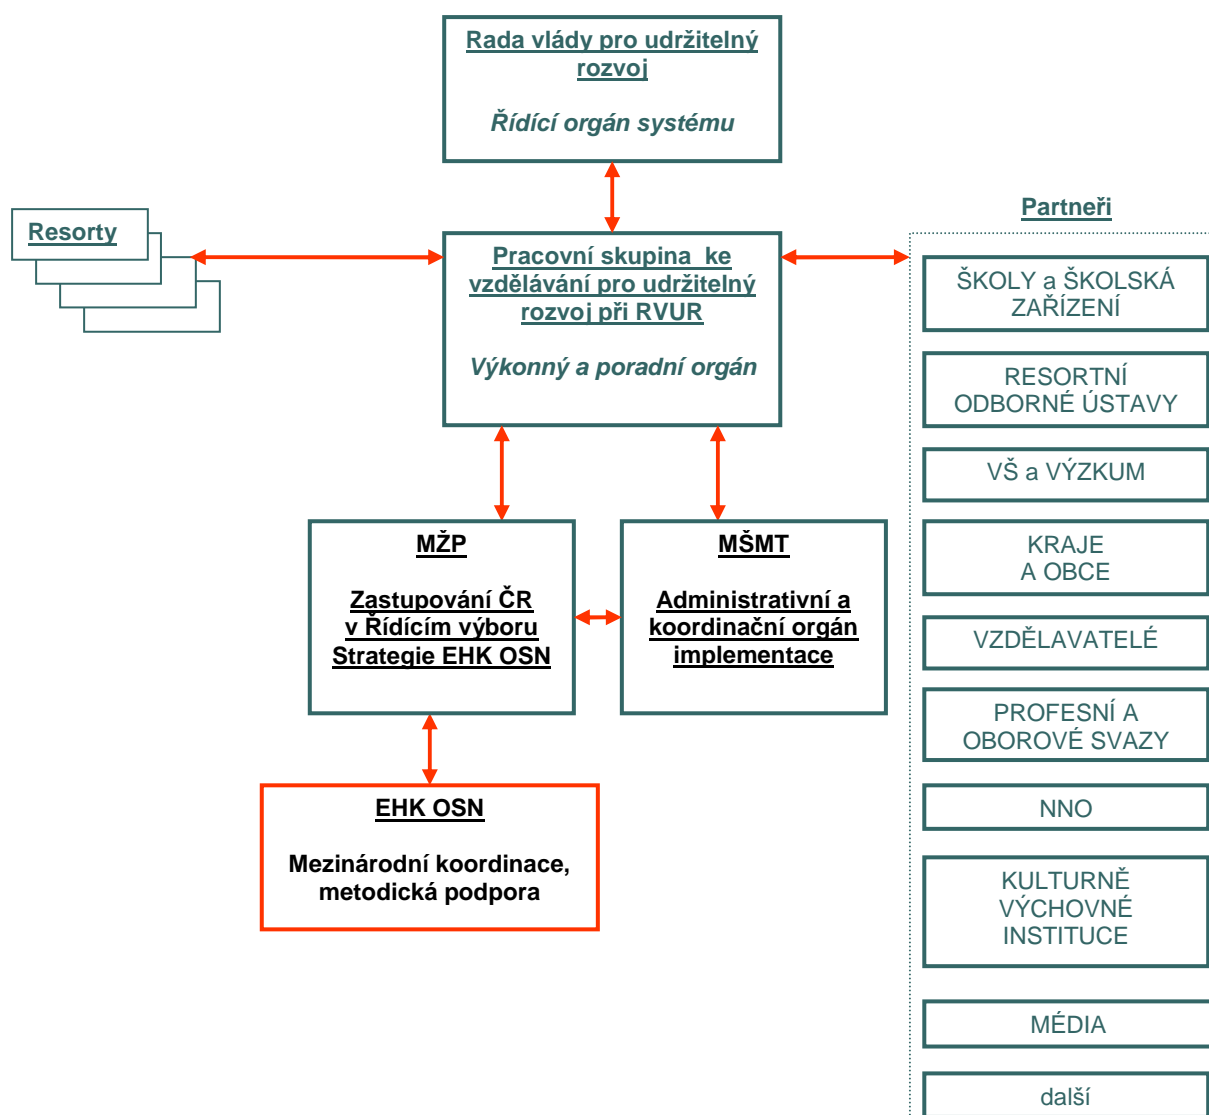 Rada vlády pro udržitelný
rozvoj
Řídící orgán systému
Resorty
Pracovní skupina ke
vzdělávání pro udržitelný
rozvoj při RVUR
Výkonný a poradní orgán
MŽP
Zastupování ČR
v Řídícím výboru
Strategie EHK OSN
MŠMT
Administrativní a
koordinační orgán
implementace
EHK OSN
Mezinárodní koordinace,
metodická podpora
Partneři
ŠKOLY a ŠKOLSKÁ
ZAŘÍZENÍ
RESORTNÍ
ODBORNÉ ÚSTAVY
VŠ a VÝZKUM
KRAJE
A OBCE
VZDĚLAVATELÉ
PROFESNÍ A
OBOROVÉ SVAZY
NNO
KULTURNĚ
VÝCHOVNÉ
INSTITUCE
MÉDIA
další